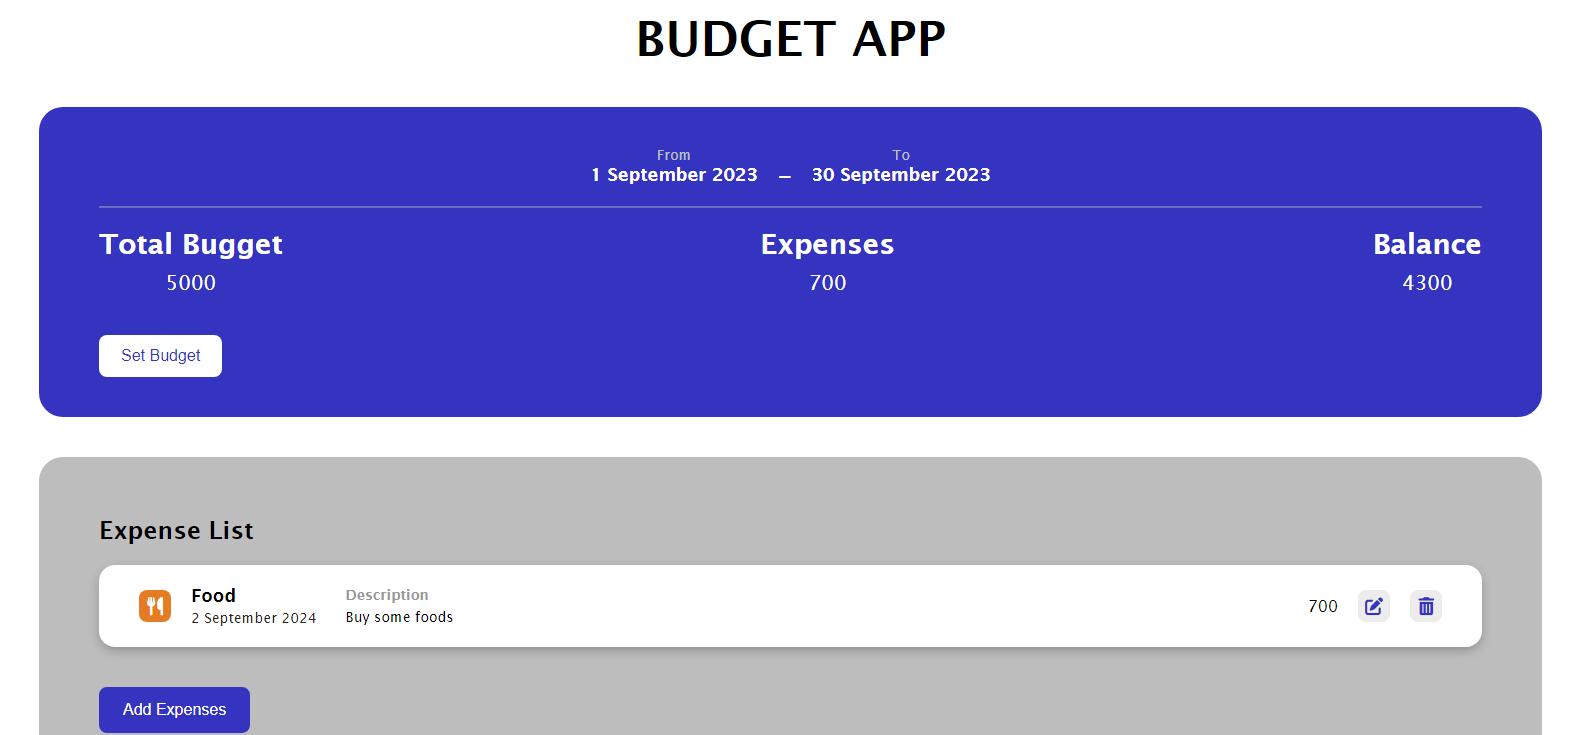 BUDGET APP
From To
1 September 2023 – 30 September 2023
Total Bugget Expenses Balance
5000 700 4300
Set Budget
Expense List
Food Description
2 September 2024 Buy some foods
700
Add Expenses